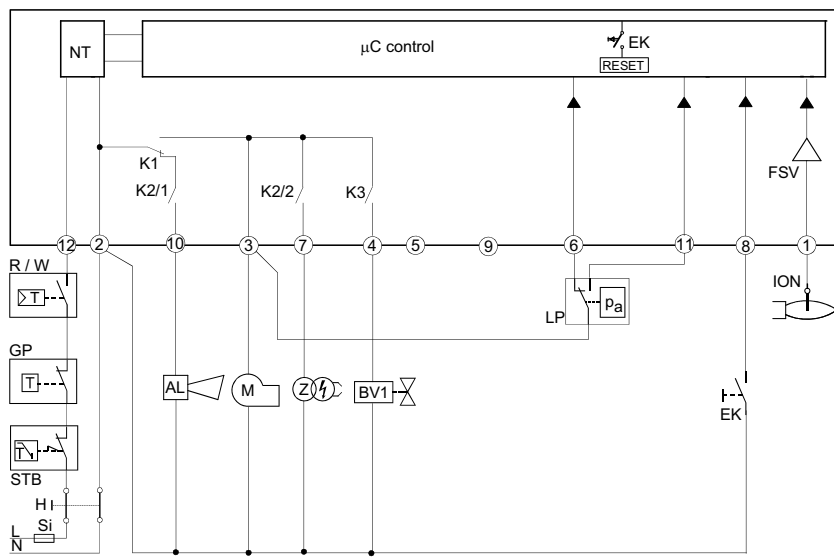 NT
µC control
EK
RESET
K1
K2/1
K2/2
K3
FSV
12
2
10
3
7
4
5
9
6
11
8
1
R / W
T
GP
T
STB
T
H
Si
L
N
AL
M
Z
BV1
LP
pa
ION
EK